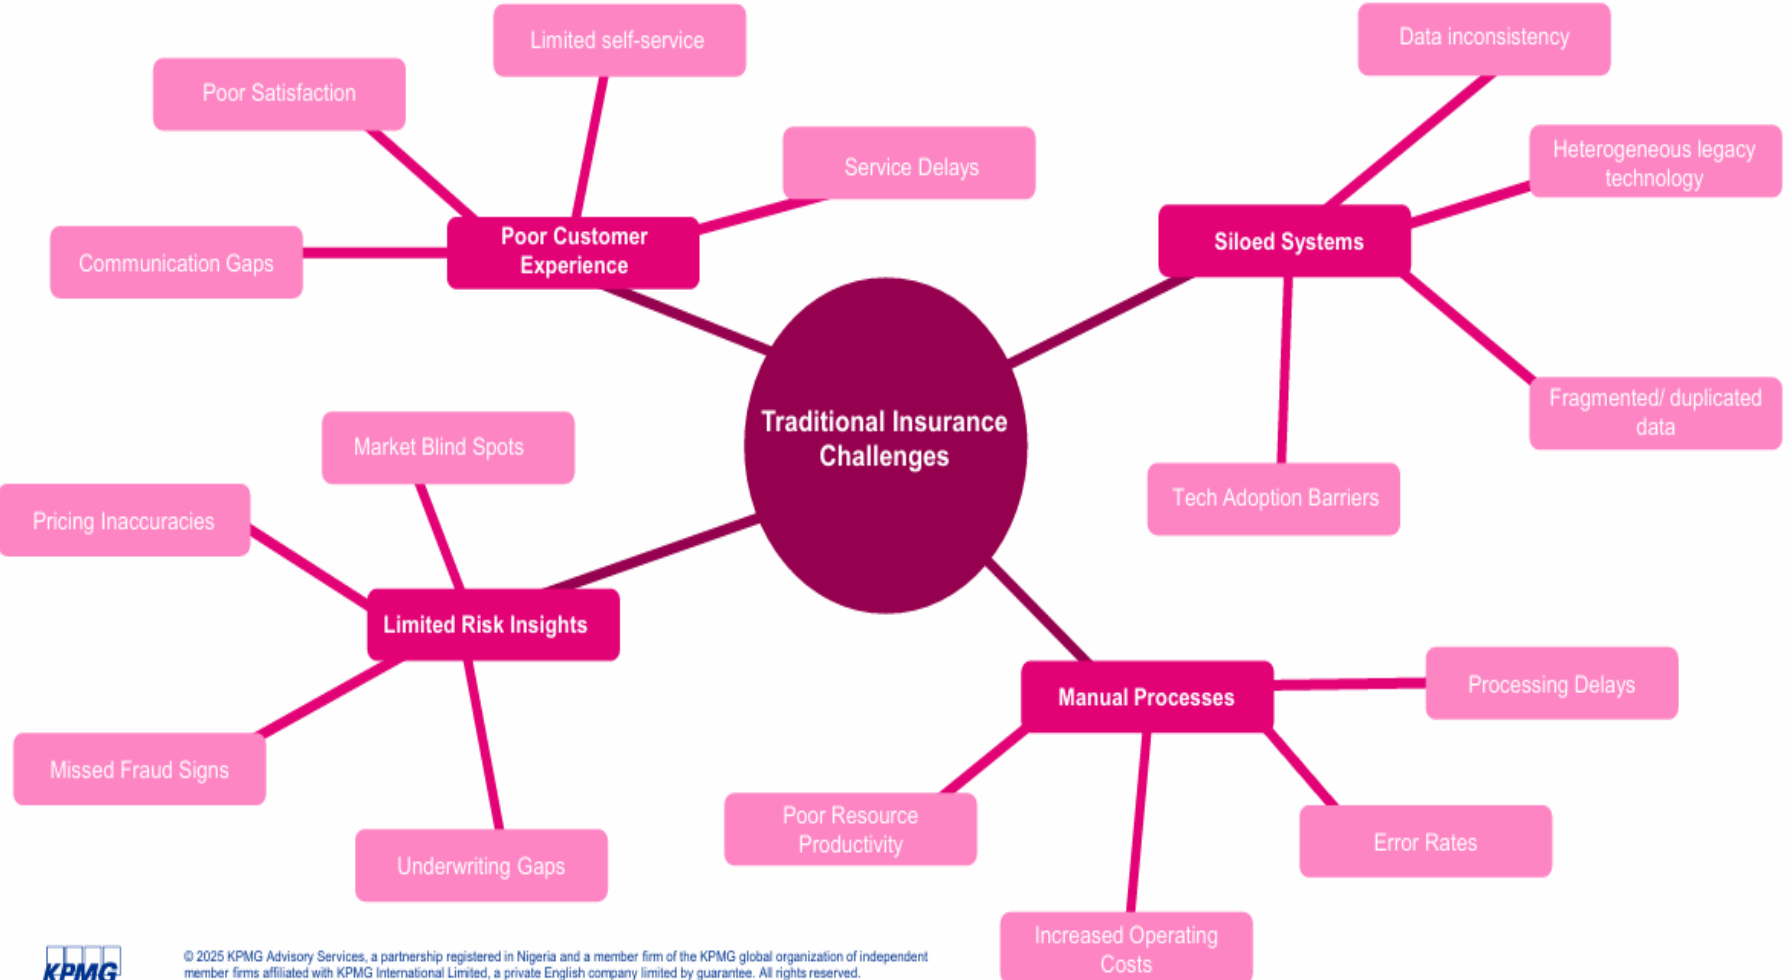 Limited self-service
Poor Satisfaction
Service Delays
Poor Customer
Experience
Communication Gaps
Data inconsistency
Heterogeneous legacy
technology
Siloed Systems
Fragmented/ duplicated
data
Tech Adoption Barriers
Traditional Insurance
Challenges
Market Blind Spots
Pricing Inaccuracies
Limited Risk Insights
Missed Fraud Signs
Underwriting Gaps
Manual Processes
Processing Delays
Poor Resource
Productivity
Error Rates
Increased Operating
Costs
KPMG
© 2025 KPMG Advisory Services, a partnership registered in Nigeria and a member firm of the KPMG global organization of independent
member firms affiliated with KPMG International Limited, a private English company limited by guarantee. All rights reserved.